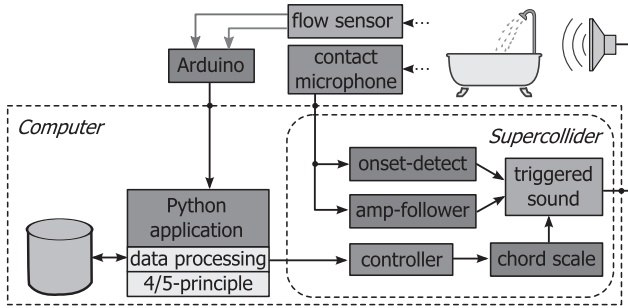 flow sensor
Arduino
contact
microphone
Computer
Supercollider
onset-detect
triggered
sound
amp-follower
Python
application
data processing
4/5-principle
controller
chord scale